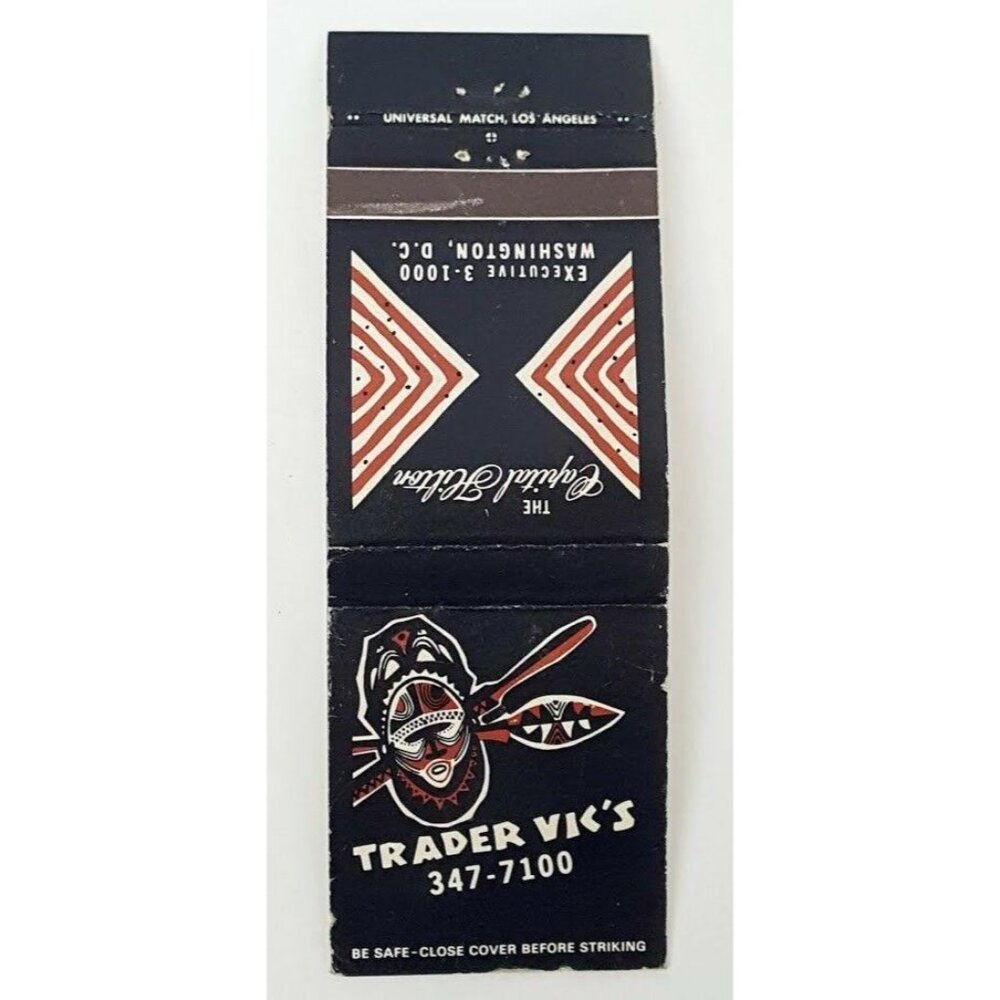 UNIVERSAL MATCH, LOS ANGELES
THE
Capital Hilton
EXECUTIVE 3-1000
WASHINGTON, D.C.
TRADER VIC'S
347-7100
BE SAFE-CLOSE COVER BEFORE STRIKING